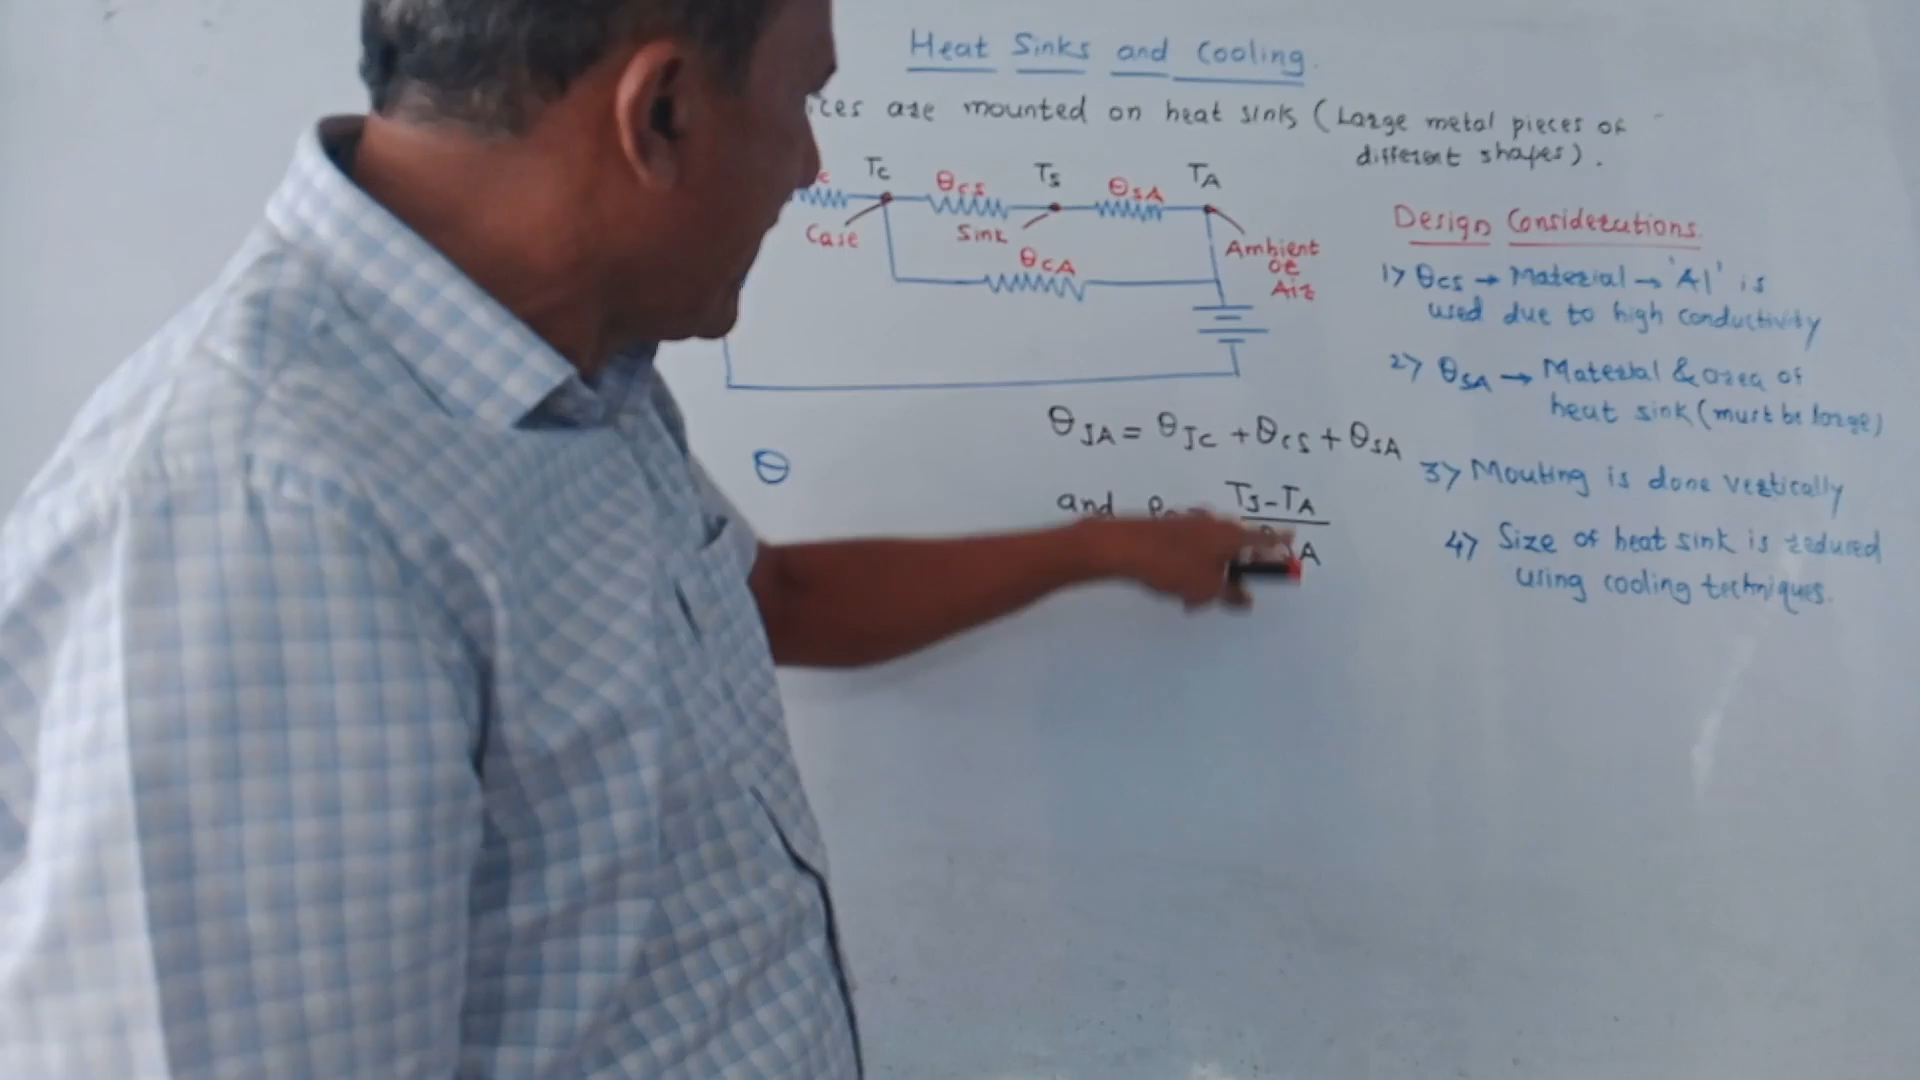 Heat Sinks and Cooling.
are mounted on heat sink (Large metal pieces of
different shapes).
Tc
Ts
TA
θcs
θSA
Case
Sink
θCA
Ambient
or
Air
θJA = θJC + θCS + θSA
θ
and
TJ-TA
A
Design Considerations.
1> θcs → Material → 'Al' is
used due to high conductivity
2> θSA → Material & area of
heat sink (must be large)
3> Mouting is done vertically
4> Size of heat sink is reduced
using cooling techniques.